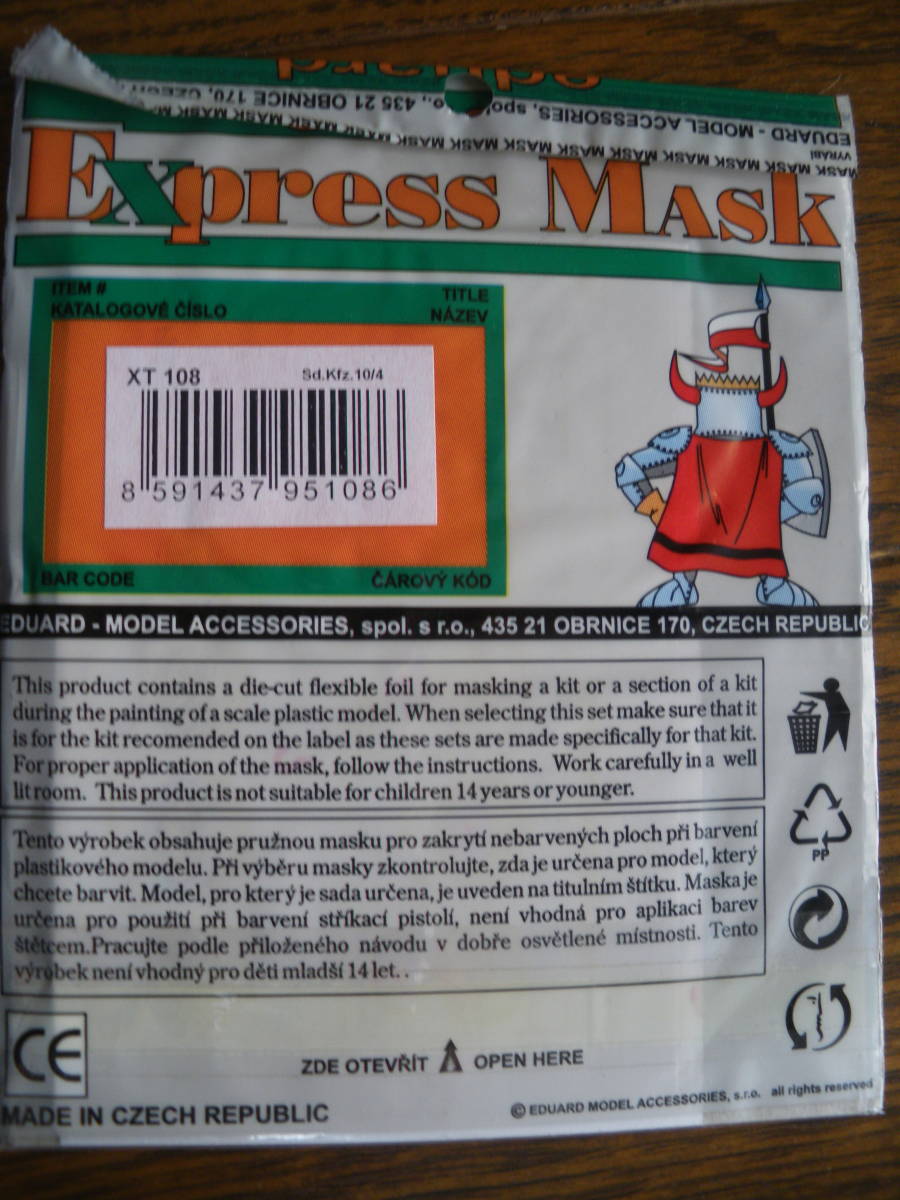 eduard
EDUARD - MODEL ACCESSORIES, spol. s r.o., 435 21 OBRNICE 170, CZECH
VYRÁBÍ
MASK MASK MASK MASK MASK MASK MASK MASK MASK MASK
Express Mask
ITEM #
KATALOGOVÉ ČÍSLO
TITLE
NÁZEV
XT 108 Sd.Kfz.10/4
8 591437 951086
BAR CODE ČÁROVÝ KÓD
EDUARD - MODEL ACCESSORIES, spol. s r.o., 435 21 OBRNICE 170, CZECH REPUBLIC
This product contains a die-cut flexible foil for masking a kit or a section of a kit
during the painting of a scale plastic model. When selecting this set make sure that it
is for the kit recomended on the label as these sets are made specifically for that kit.
For proper application of the mask, follow the instructions. Work carefully in a well
lit room. This product is not suitable for children 14 years or younger.
Tento výrobek obsahuje pružnou masku pro zakrytí nebarvených ploch při barvení
plastikového modelu. Při výběru masky zkontrolujte, zda je určena pro model, který
chcete barvit. Model, pro který je sada určena, je uveden na titulním štítku. Maska je
určena pro použití při barvení stříkací pistolí, není vhodná pro aplikaci barev
štětcem.Pracujte podle přiloženého návodu v dobře osvětlené místnosti. Tento
výrobek není vhodný pro děti mladší 14 let. .
PP
CE
ZDE OTEVŘÍT OPEN HERE
MADE IN CZECH REPUBLIC
© EDUARD MODEL ACCESSORIES, s.r.o. all rights reserved